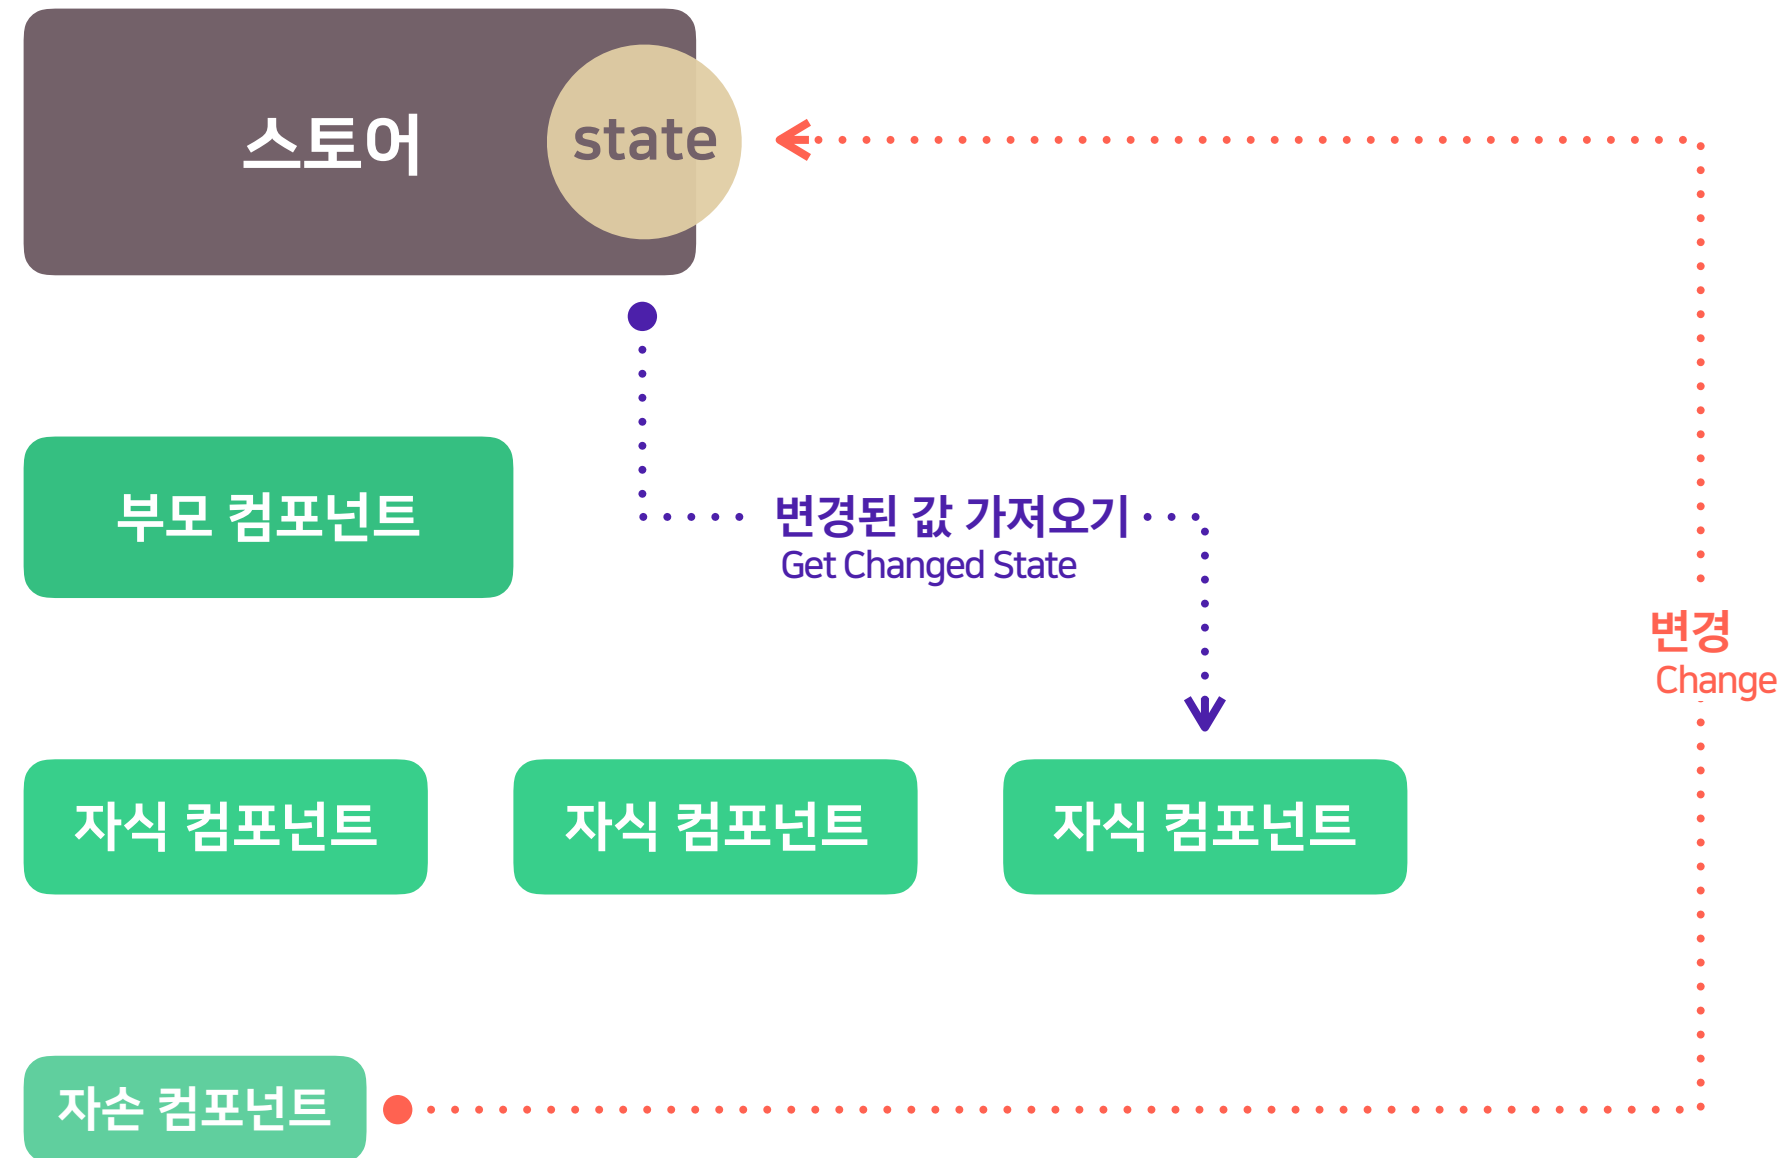 스토어
state
부모 컴포넌트
변경된 값 가져오기
Get Changed State
변경
Change
자식 컴포넌트
자식 컴포넌트
자식 컴포넌트
자손 컴포넌트